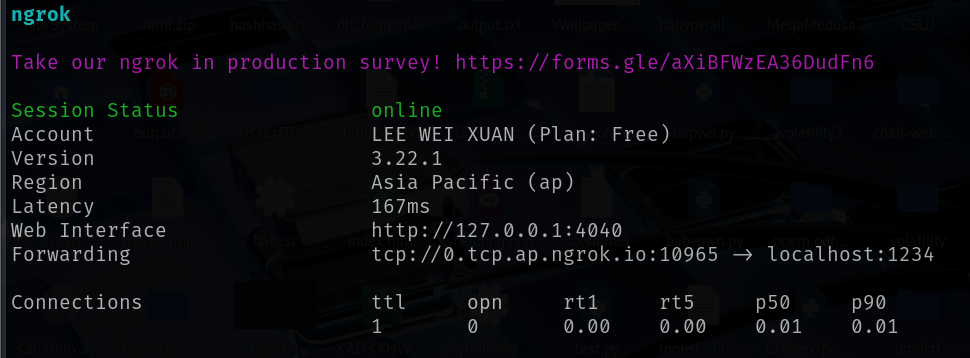 ngrok
Take our ngrok in production survey! https://forms.gle/aXiBFWzEA36DudFn6
Session Status online
Account LEE WEI XUAN (Plan: Free)
Version 3.22.1
Region Asia Pacific (ap)
Latency 167ms
Web Interface http://127.0.0.1:4040
Forwarding tcp://0.tcp.ap.ngrok.io:10965 -> localhost:1234
Connections ttl opn rt1 rt5 p50 p90
1 0 0.00 0.00 0.01 0.01